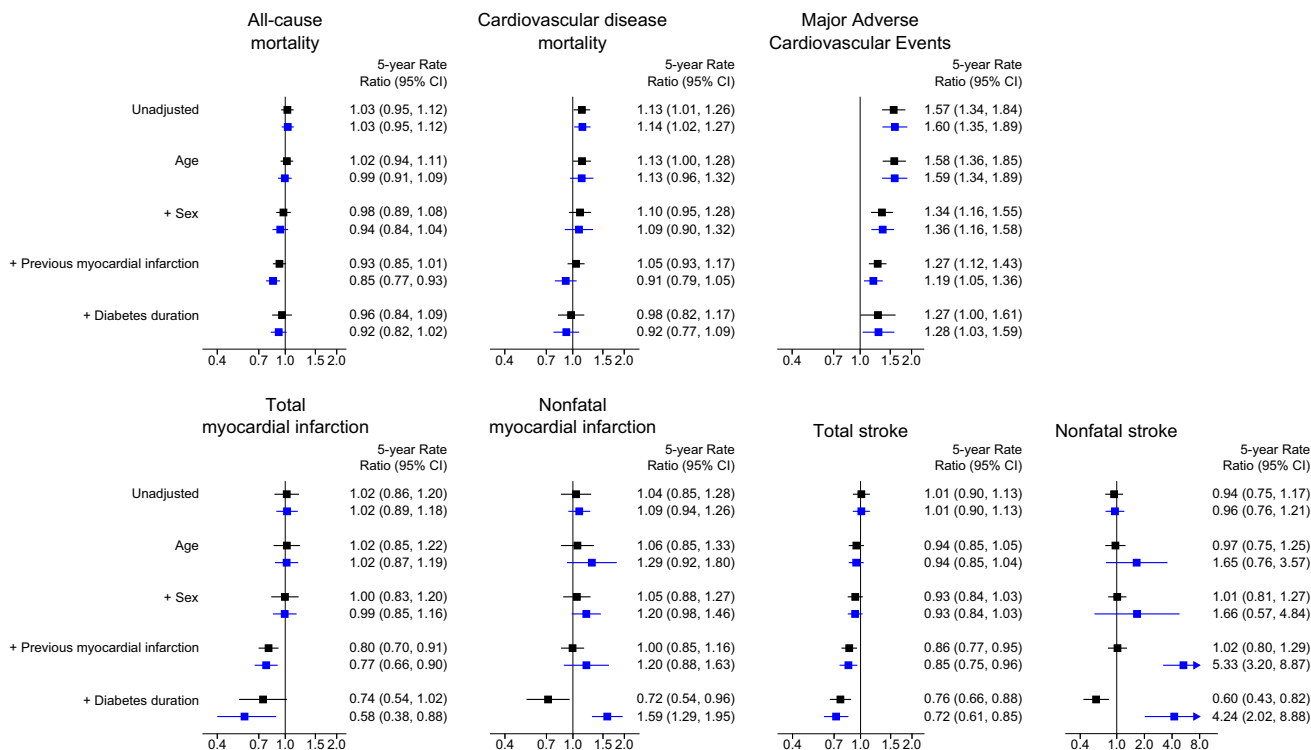 All-cause
mortality
Cardiovascular disease
mortality
Major Adverse
Cardiovascular Events
5-year Rate
Ratio (95% CI)
5-year Rate
Ratio (95% CI)
5-year Rate
Ratio (95% CI)
Unadjusted 1.03 (0.95, 1.12) 1.13 (1.01, 1.26) 1.57 (1.34, 1.84)
1.03 (0.95, 1.12) 1.14 (1.02, 1.27) 1.60 (1.35, 1.89)
Age 1.02 (0.94, 1.11) 1.13 (1.00, 1.28) 1.58 (1.36, 1.85)
0.99 (0.91, 1.09) 1.13 (0.96, 1.32) 1.59 (1.34, 1.89)
+ Sex 0.98 (0.89, 1.08) 1.10 (0.95, 1.28) 1.34 (1.16, 1.55)
0.94 (0.84, 1.04) 1.09 (0.90, 1.32) 1.36 (1.16, 1.58)
+ Previous myocardial infarction 0.93 (0.85, 1.01) 1.05 (0.93, 1.17) 1.27 (1.12, 1.43)
0.85 (0.77, 0.93) 0.91 (0.79, 1.05) 1.19 (1.05, 1.36)
+ Diabetes duration 0.96 (0.84, 1.09) 0.98 (0.82, 1.17) 1.27 (1.00, 1.61)
0.92 (0.82, 1.02) 0.92 (0.77, 1.09) 1.28 (1.03, 1.59)
0.4 0.7 1.0 1.5 2.0 0.4 0.7 1.0 1.5 2.0 0.4 0.7 1.0 1.5 2.0
Total
myocardial infarction
Nonfatal
myocardial infarction
Total stroke
Nonfatal stroke
5-year Rate
Ratio (95% CI)
5-year Rate
Ratio (95% CI)
5-year Rate
Ratio (95% CI)
5-year Rate
Ratio (95% CI)
Unadjusted 1.02 (0.86, 1.20) 1.04 (0.85, 1.28) 1.01 (0.90, 1.13) 0.94 (0.75, 1.17)
1.02 (0.89, 1.18) 1.09 (0.94, 1.26) 1.01 (0.90, 1.13) 0.96 (0.76, 1.21)
Age 1.02 (0.85, 1.22) 1.06 (0.85, 1.33) 0.94 (0.85, 1.05) 0.97 (0.75, 1.25)
1.02 (0.87, 1.19) 1.29 (0.92, 1.80) 0.94 (0.85, 1.04) 1.65 (0.76, 3.57)
+ Sex 1.00 (0.83, 1.20) 1.05 (0.88, 1.27) 0.93 (0.84, 1.03) 1.01 (0.81, 1.27)
0.99 (0.85, 1.16) 1.20 (0.98, 1.46) 0.93 (0.84, 1.03) 1.66 (0.57, 4.84)
+ Previous myocardial infarction 0.80 (0.70, 0.91) 1.00 (0.85, 1.16) 0.86 (0.77, 0.95) 1.02 (0.80, 1.29)
0.77 (0.66, 0.90) 1.20 (0.88, 1.63) 0.85 (0.75, 0.96) 5.33 (3.20, 8.87)
+ Diabetes duration 0.74 (0.54, 1.02) 0.72 (0.54, 0.96) 0.76 (0.66, 0.88) 0.60 (0.43, 0.82)
0.58 (0.38, 0.88) 1.59 (1.29, 1.95) 0.72 (0.61, 0.85) 4.24 (2.02, 8.88)
0.4 0.7 1.0 1.5 2.0 0.4 0.7 1.0 1.5 2.0 0.4 0.7 1.0 1.5 2.0 0.4 1.0 2.0 4.0 8.0